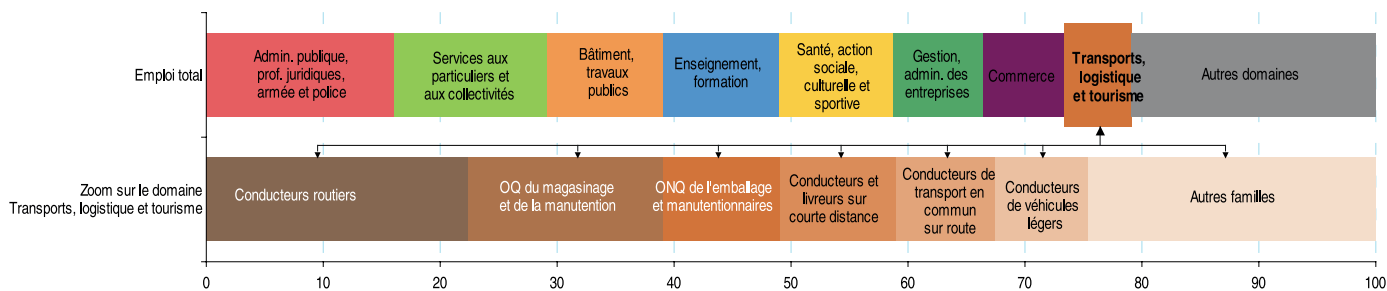 Emploi total
Admin. publique,
prof. juridiques,
armée et police
Services aux
particuliers et
aux collectivités
Bâtiment,
travaux
publics
Enseignement,
formation
Santé, action
sociale,
culturelle et
sportive
Gestion,
admin. des
entreprises
Commerce
Transports,
logistique
et tourisme
Autres domaines
Zoom sur le domaine
Transports, logistique et tourisme
Conducteurs routiers
OQ du magasinage
et de la manutention
ONQ de l'emballage
et manutentionnaires
Conducteurs et
livreurs sur
courte distance
Conducteurs de
transport en
commun
sur route
Conducteurs
de véhicules
légers
Autres familles
0 10 20 30 40 50 60 70 80 90 100